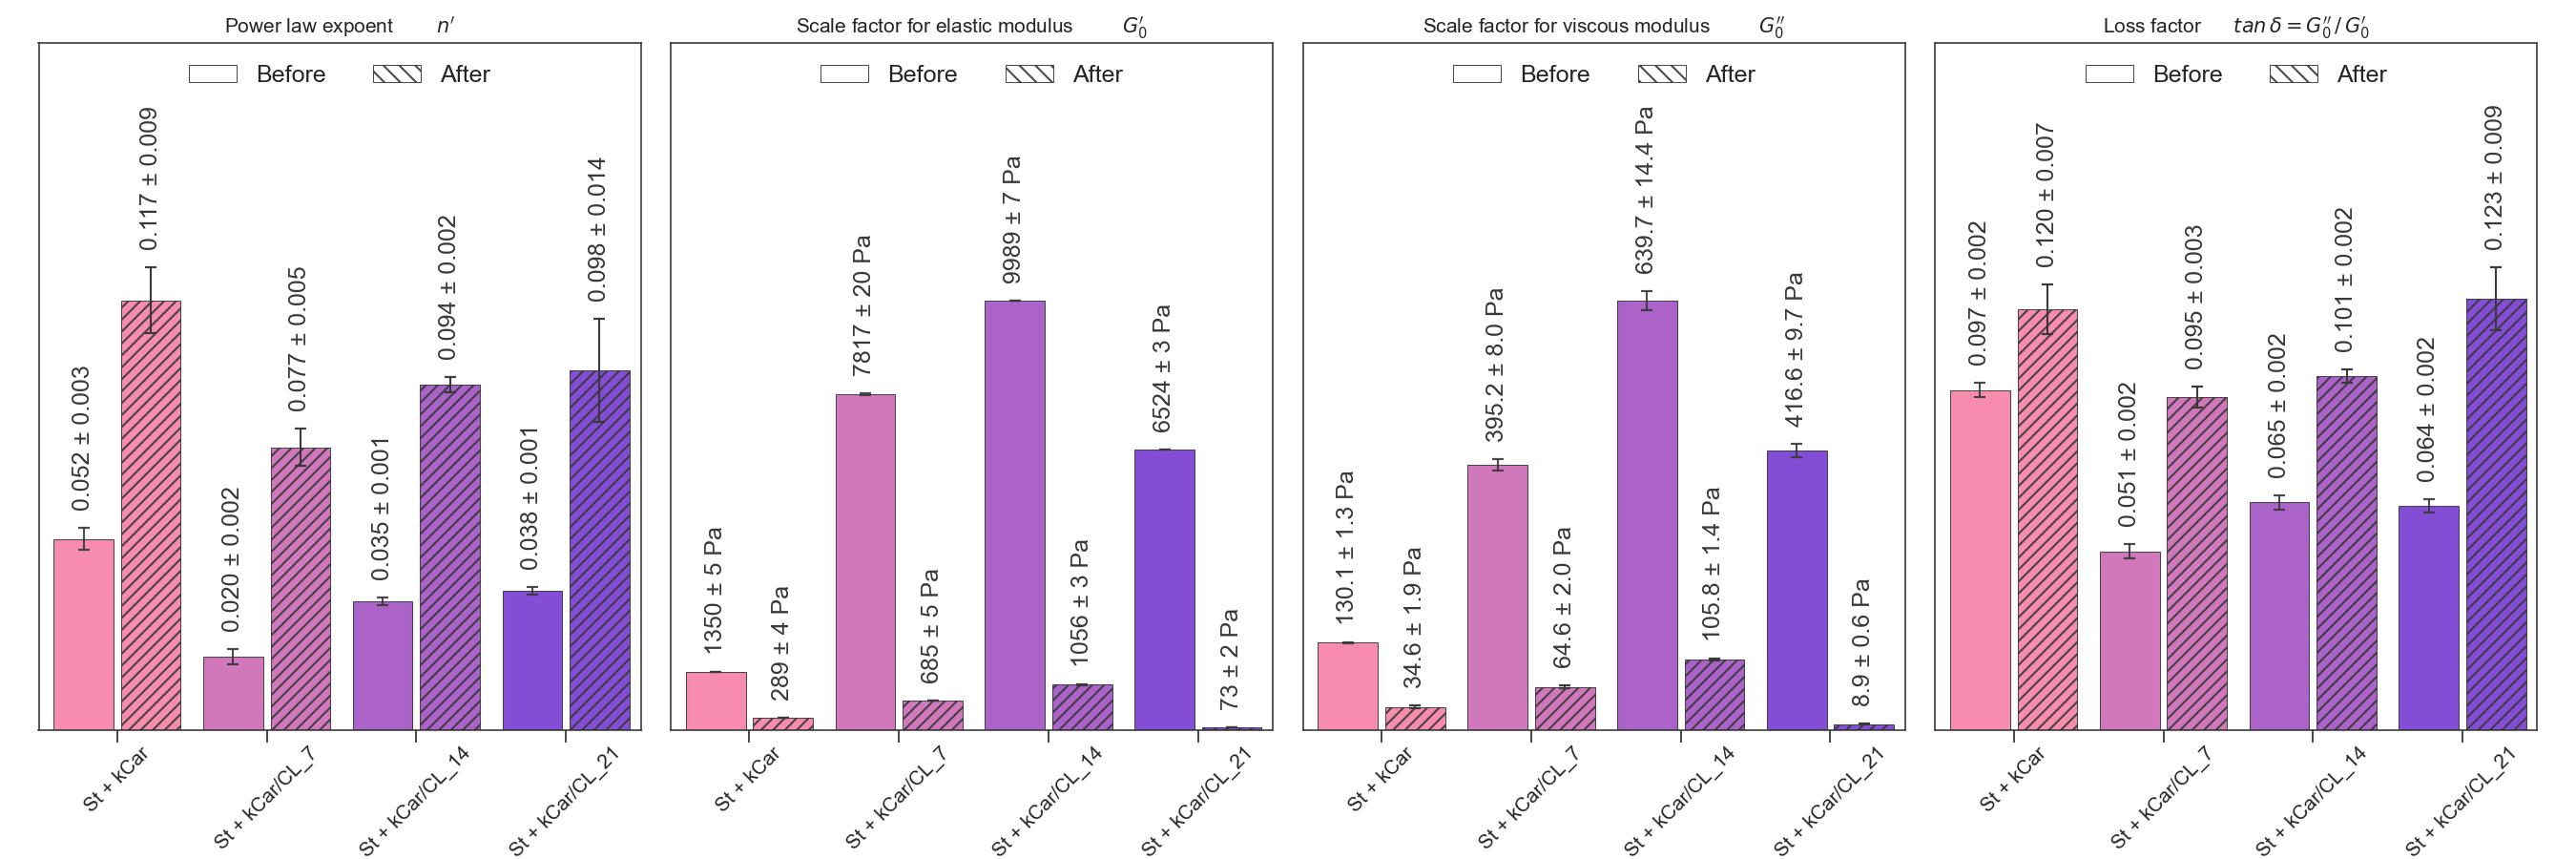 Power law expoent n′
Before After
0.052 ± 0.003
0.117 ± 0.009
0.020 ± 0.002
0.077 ± 0.005
0.035 ± 0.001
0.094 ± 0.002
0.038 ± 0.001
0.098 ± 0.014
St + kCar
St + kCar/CL_7
St + kCar/CL_14
St + kCar/CL_21
Scale factor for elastic modulus G′₀
Before After
1350 ± 5 Pa
289 ± 4 Pa
7817 ± 20 Pa
685 ± 5 Pa
9989 ± 7 Pa
1056 ± 3 Pa
6524 ± 3 Pa
73 ± 2 Pa
St + kCar
St + kCar/CL_7
St + kCar/CL_14
St + kCar/CL_21
Scale factor for viscous modulus G″₀
Before After
130.1 ± 1.3 Pa
34.6 ± 1.9 Pa
395.2 ± 8.0 Pa
64.6 ± 2.0 Pa
639.7 ± 14.4 Pa
105.8 ± 1.4 Pa
416.6 ± 9.7 Pa
8.9 ± 0.6 Pa
St + kCar
St + kCar/CL_7
St + kCar/CL_14
St + kCar/CL_21
Loss factor tan δ = G″₀ / G′₀
Before After
0.097 ± 0.002
0.120 ± 0.007
0.051 ± 0.002
0.095 ± 0.003
0.065 ± 0.002
0.101 ± 0.002
0.064 ± 0.002
0.123 ± 0.009
St + kCar
St + kCar/CL_7
St + kCar/CL_14
St + kCar/CL_21